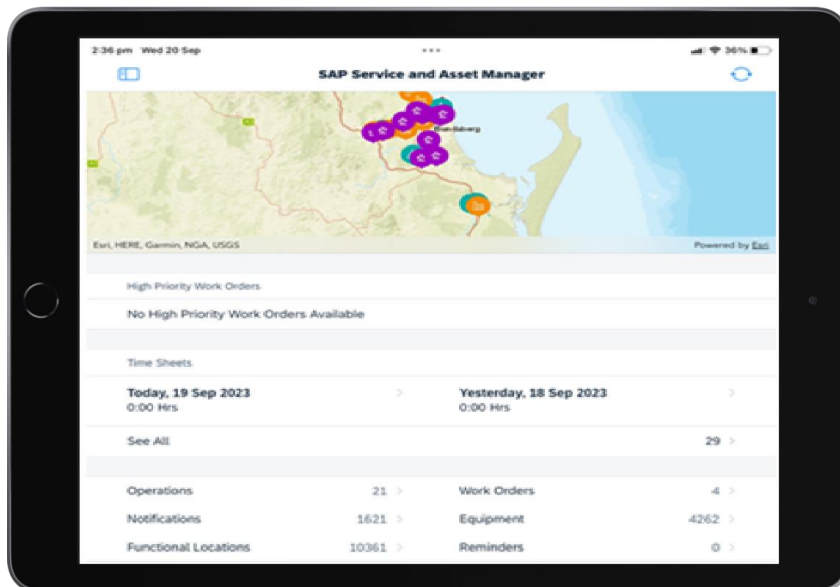 2:36 pm Wed 20 Sep
36%
SAP Service and Asset Manager
Bundaberg
Esri, HERE, Garmin, NGA, USGS
Powered by Esri
High Priority Work Orders
No High Priority Work Orders Available
Time Sheets
Today, 19 Sep 2023
0:00 Hrs
Yesterday, 18 Sep 2023
0:00 Hrs
See All 29
Operations 21
Work Orders 4
Notifications 1621
Equipment 4262
Functional Locations 10361
Reminders 0